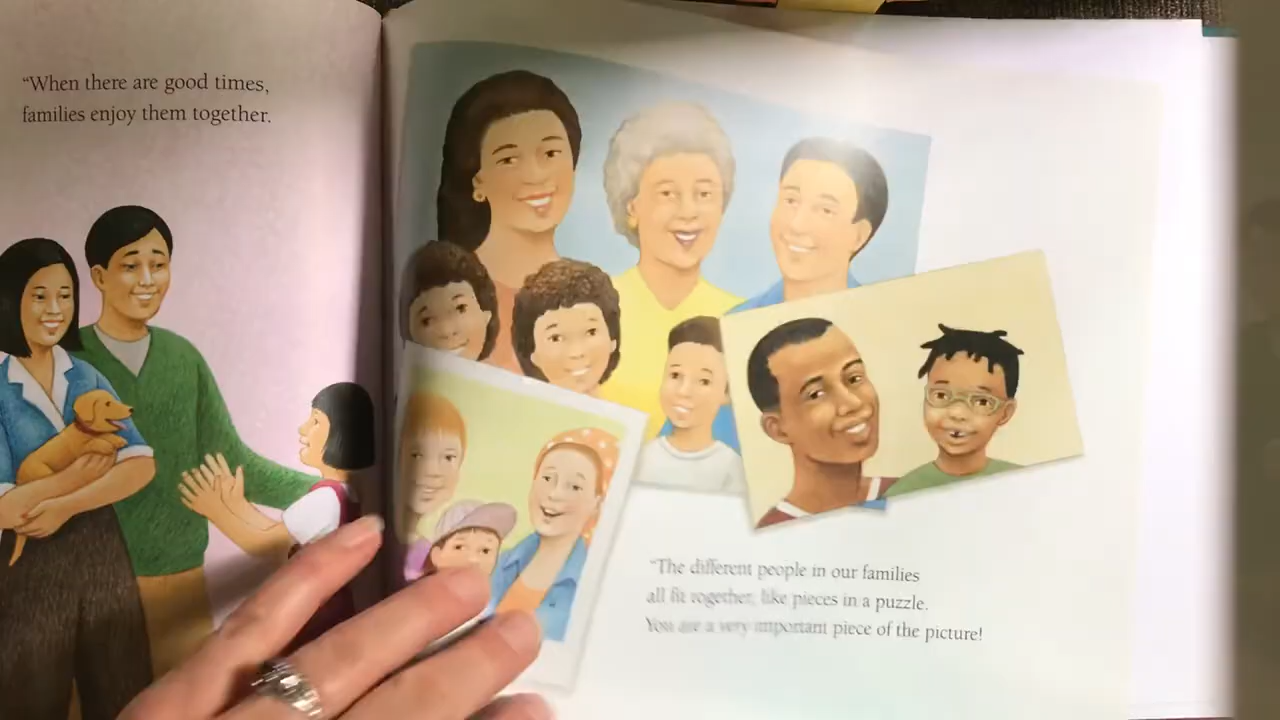 “When there are good times,
families enjoy them together.
“The different people in our families
all fit together, like pieces in a puzzle.
You are a very important piece of the picture!